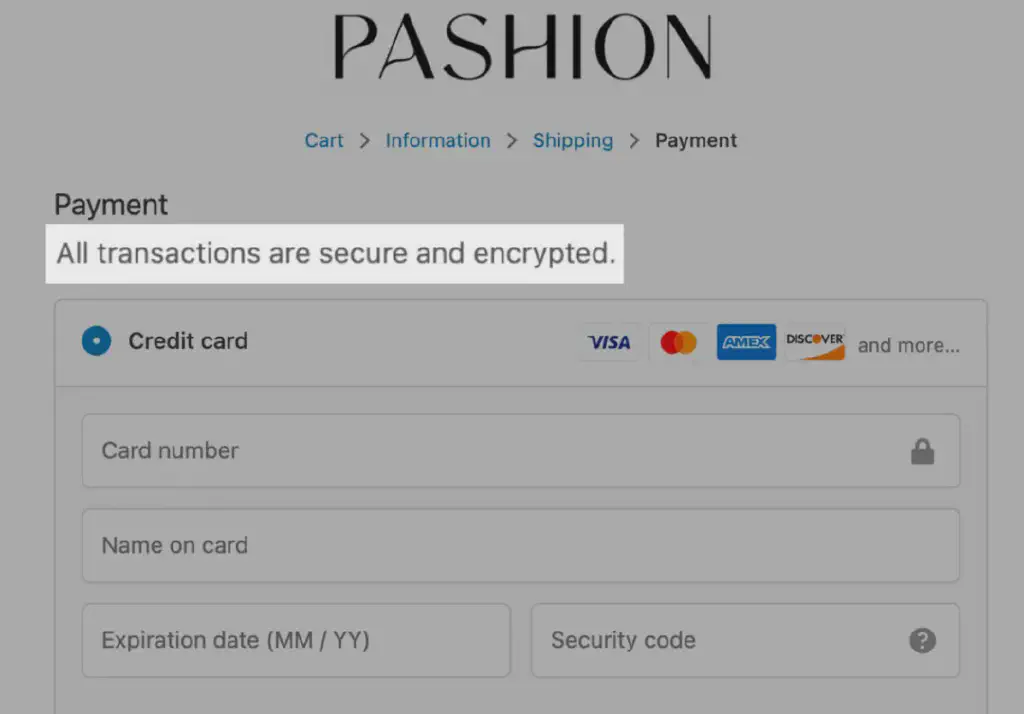 PASHION
Cart > Information > Shipping > Payment
Payment
All transactions are secure and encrypted.
Credit card VISA AMEX DISCOVER and more...
Card number
Name on card
Expiration date (MM / YY) Security code ?